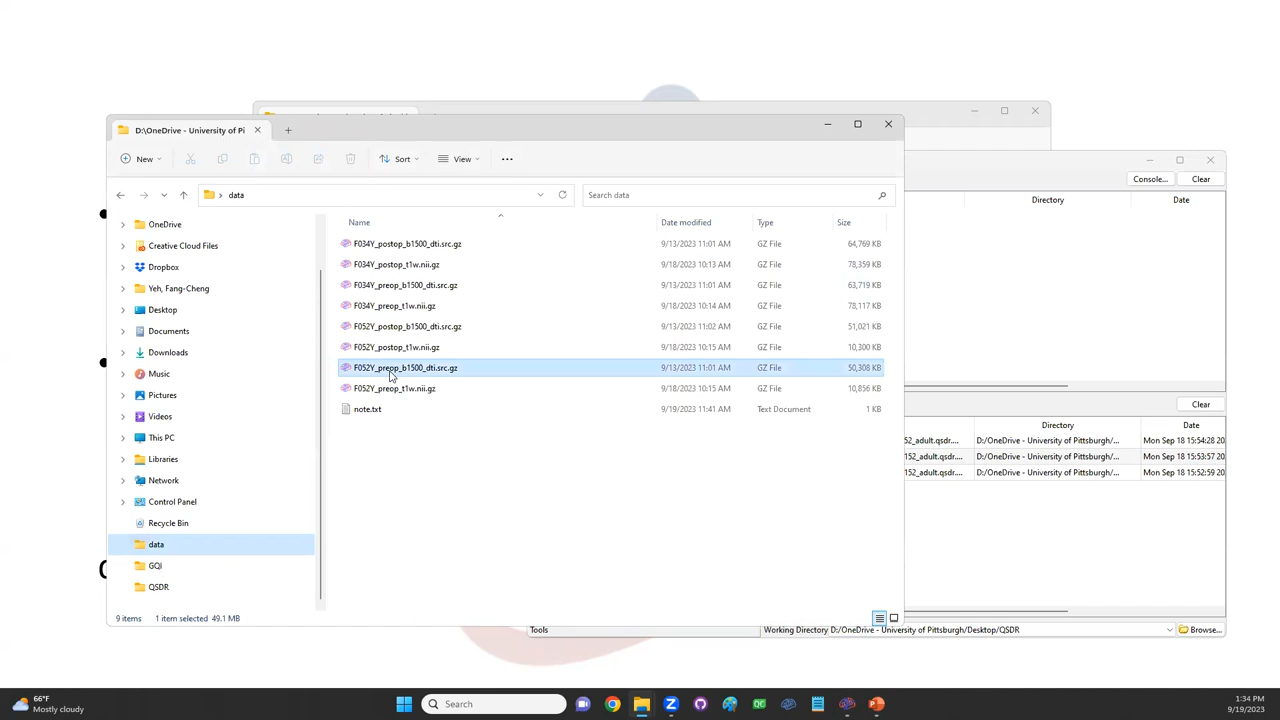 D:\OneDrive - University of Pi
New
Sort
View
data
Search data
Console...
Clear
Name
Date modified
Type
Size
Directory
Date
OneDrive
Creative Cloud Files
Dropbox
Yeh, Fang-Cheng
Desktop
Documents
Downloads
Music
Pictures
Videos
This PC
Libraries
Network
Control Panel
Recycle Bin
data
GQI
QSDR
F034Y_postop_b1500_dti.src.gz 9/13/2023 11:01 AM GZ File 64,769 KB
F034Y_postop_t1w.nii.gz 9/18/2023 10:13 AM GZ File 78,359 KB
F034Y_preop_b1500_dti.src.gz 9/13/2023 11:01 AM GZ File 63,719 KB
F034Y_preop_t1w.nii.gz 9/18/2023 10:14 AM GZ File 78,117 KB
F052Y_postop_b1500_dti.src.gz 9/13/2023 11:02 AM GZ File 51,021 KB
F052Y_postop_t1w.nii.gz 9/18/2023 10:15 AM GZ File 10,300 KB
F052Y_preop_b1500_dti.src.gz 9/13/2023 11:01 AM GZ File 50,308 KB
F052Y_preop_t1w.nii.gz 9/18/2023 10:15 AM GZ File 10,856 KB
note.txt 9/19/2023 11:41 AM Text Document 1 KB
Clear
Directory
Date
52_adult.qsdr.... D:/OneDrive - University of Pittsburgh/... Mon Sep 18 15:54:28 20
52_adult.qsdr.... D:/OneDrive - University of Pittsburgh/... Mon Sep 18 15:53:57 20
52_adult.qsdr.... D:/OneDrive - University of Pittsburgh/... Mon Sep 18 15:52:59 20
9 items 1 item selected 49.1 MB
Tools
Working Directory D:/OneDrive - University of Pittsburgh/Desktop/QSDR
Browse...
66°F
Mostly cloudy
Search
1:34 PM
9/19/2023